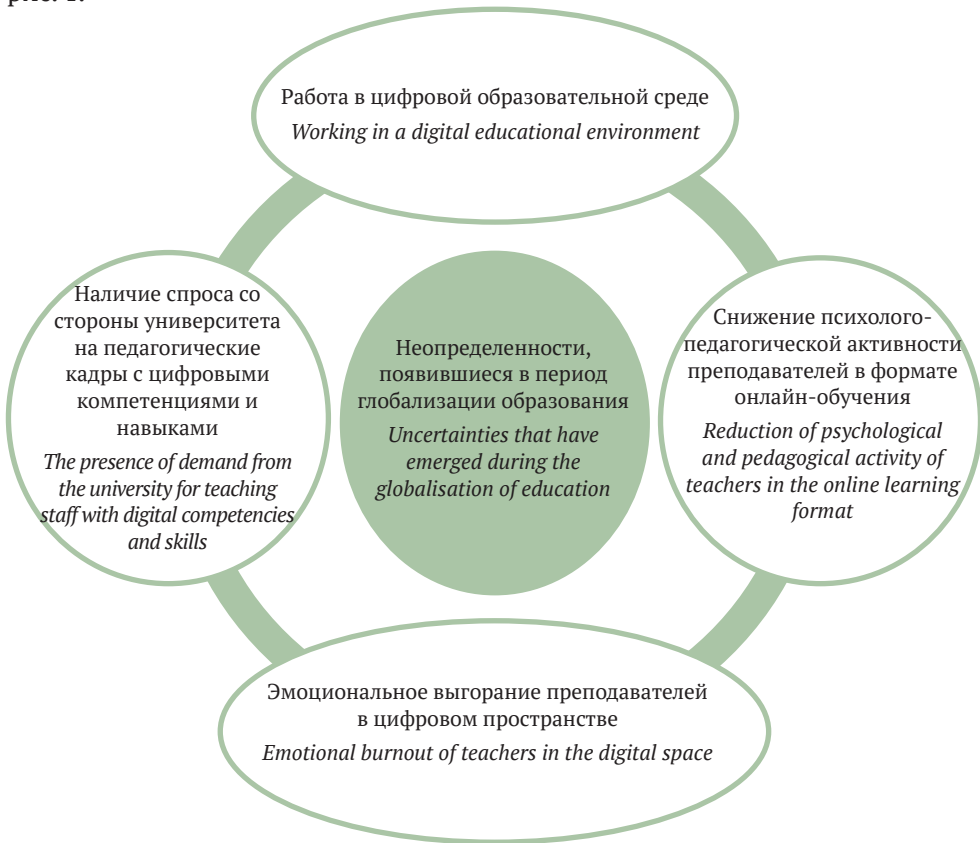 рис. 1.
Работа в цифровой образовательной среде
Working in a digital educational environment
Наличие спроса со
стороны университета
на педагогические
кадры с цифровыми
компетенциями и
навыками
The presence of demand from
the university for teaching
staff with digital competencies
and skills
Неопределенности,
появившиеся в период
глобализации образования
Uncertainties that have
emerged during the
globalisation of education
Снижение психолого-
педагогической активности
преподавателей в формате
онлайн-обучения
Reduction of psychological
and pedagogical activity of
teachers in the online learning
format
Эмоциональное выгорание преподавателей
в цифровом пространстве
Emotional burnout of teachers in the digital space